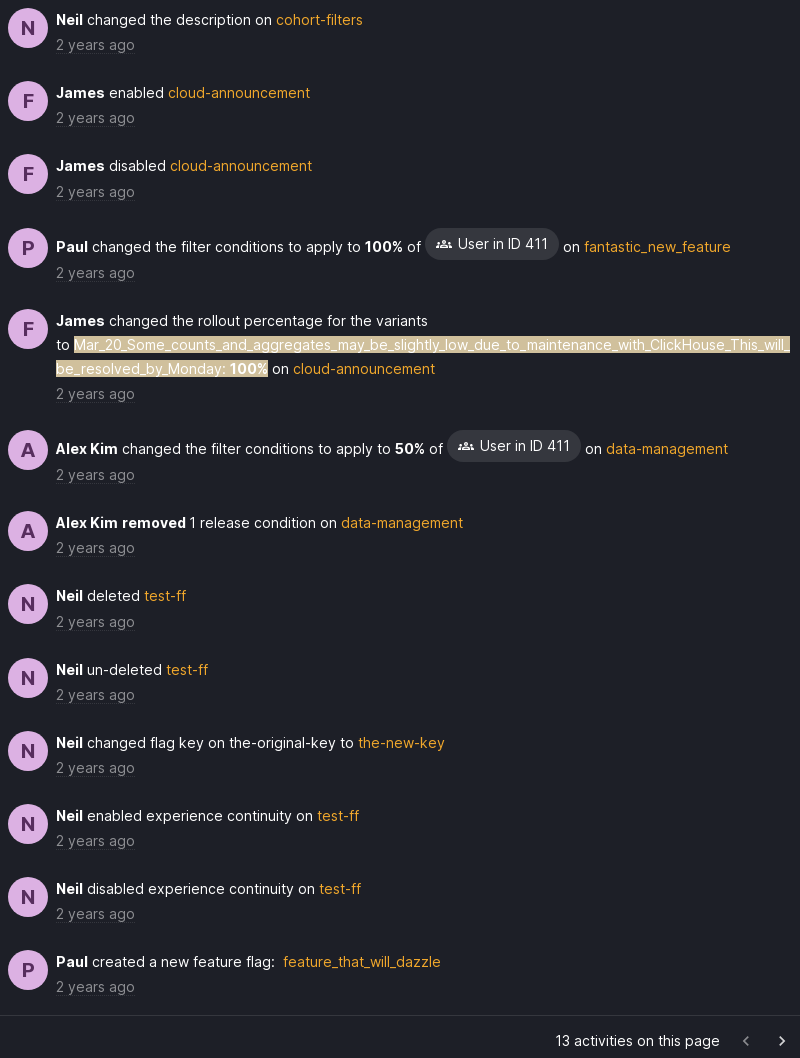 N
Neil changed the description on cohort-filters
2 years ago
F
James enabled cloud-announcement
2 years ago
F
James disabled cloud-announcement
2 years ago
P
Paul changed the filter conditions to apply to 100% of User in ID 411 on fantastic_new_feature
2 years ago
F
James changed the rollout percentage for the variants
to Mar_20_Some_counts_and_aggregates_may_be_slightly_low_due_to_maintenance_with_ClickHouse_This_will_
be_resolved_by_Monday: 100% on cloud-announcement
2 years ago
A
Alex Kim changed the filter conditions to apply to 50% of User in ID 411 on data-management
2 years ago
A
Alex Kim removed 1 release condition on data-management
2 years ago
N
Neil deleted test-ff
2 years ago
N
Neil un-deleted test-ff
2 years ago
N
Neil changed flag key on the-original-key to the-new-key
2 years ago
N
Neil enabled experience continuity on test-ff
2 years ago
N
Neil disabled experience continuity on test-ff
2 years ago
P
Paul created a new feature flag: feature_that_will_dazzle
2 years ago
13 activities on this page